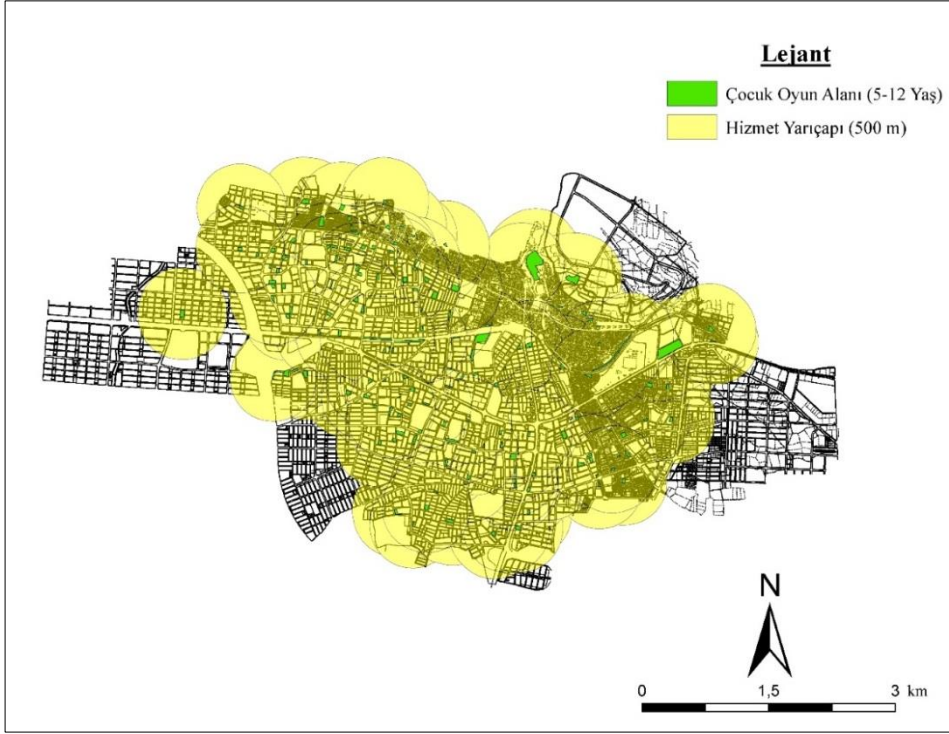 Lejant
Çocuk Oyun Alanı (5-12 Yaş)
Hizmet Yarıçapı (500 m)
N
0 1,5 3 km